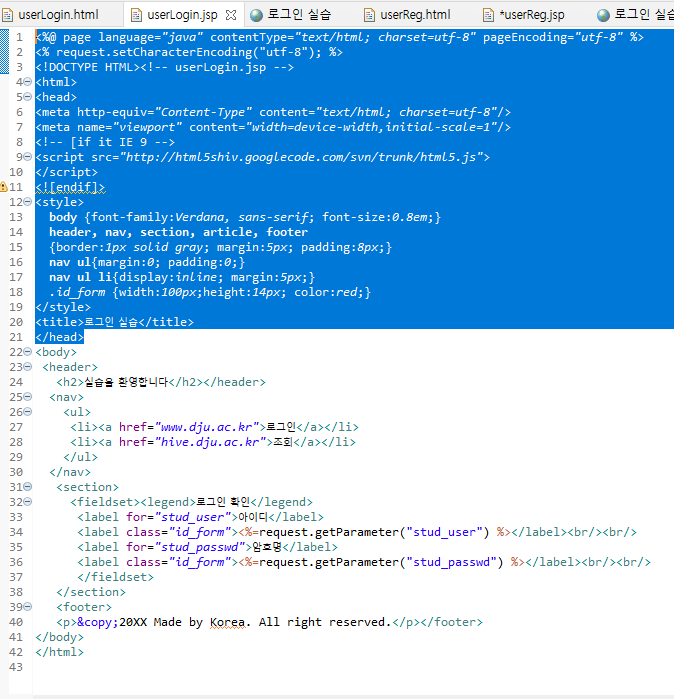 userLogin.html userLogin.jsp 로그인 실습 userReg.html *userReg.jsp 로그인 실습
1 <%@ page language="java" contentType="text/html; charset=utf-8" pageEncoding="utf-8" %>
2 <% request.setCharacterEncoding("utf-8"); %>
3 <!DOCTYPE HTML><!-- userLogin.jsp -->
4 <html>
5 <head>
6 <meta http-equiv="Content-Type" content="text/html; charset=utf-8"/>
7 <meta name="viewport" content="width=device-width,initial-scale=1"/>
8 <!-- [if it IE 9 -->
9 <script src="http://html5shiv.googlecode.com/svn/trunk/html5.js">
10 </script>
11 <![endif]>
12 <style>
13 body {font-family:Verdana, sans-serif; font-size:0.8em;}
14 header, nav, section, article, footer
15 {border:1px solid gray; margin:5px; padding:8px;}
16 nav ul{margin:0; padding:0;}
17 nav ul li{display:inline; margin:5px;}
18 .id_form {width:100px;height:14px; color:red;}
19 </style>
20 <title>로그인 실습</title>
21 </head>
22 <body>
23 <header>
24 <h2>실습을 환영합니다</h2></header>
25 <nav>
26 <ul>
27 <li><a href="www.dju.ac.kr">로그인</a></li>
28 <li><a href="hive.dju.ac.kr">조회</a></li>
29 </ul>
30 </nav>
31 <section>
32 <fieldset><legend>로그인 확인</legend>
33 <label for="stud_user">아이디</label>
34 <label class="id_form"><%=request.getParameter("stud_user") %></label><br/><br/>
35 <label for="stud_passwd">암호명</label>
36 <label class="id_form"><%=request.getParameter("stud_passwd") %></label><br/><br/>
37 </fieldset>
38 </section>
39 <footer>
40 <p>&copy;20XX Made by Korea. All right reserved.</p></footer>
41 </body>
42 </html>
43